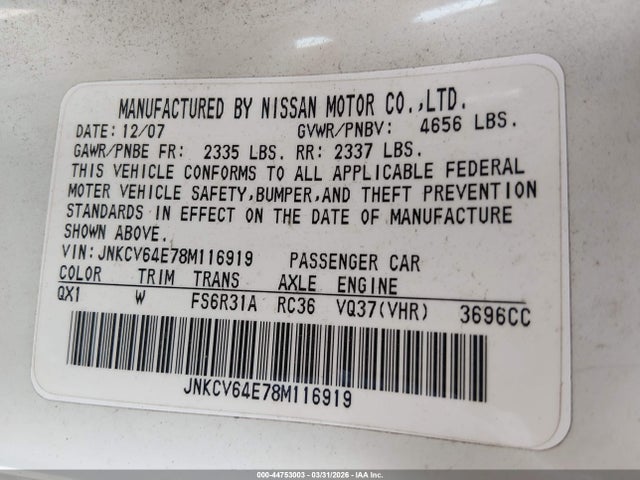 MANUFACTURED BY NISSAN MOTOR CO.,LTD.
DATE: 12/07 GVWR/PNBV: 4656 LBS.
GAWR/PNBE FR: 2335 LBS. RR: 2337 LBS.
THIS VEHICLE CONFORMS TO ALL APPLICABLE FEDERAL
MOTER VEHICLE SAFETY,BUMPER,AND THEFT PREVENTION
STANDARDS IN EFFECT ON THE DATE OF MANUFACTURE
SHOWN ABOVE.
VIN:JNKCV64E78M116919 PASSENGER CAR
COLOR TRIM TRANS AXLE ENGINE
QX1 W FS6R31A RC36 VQ37(VHR) 3696CC
JNKCV64E78M116919
000-44753003 - 03/31/2026 - IAA Inc.